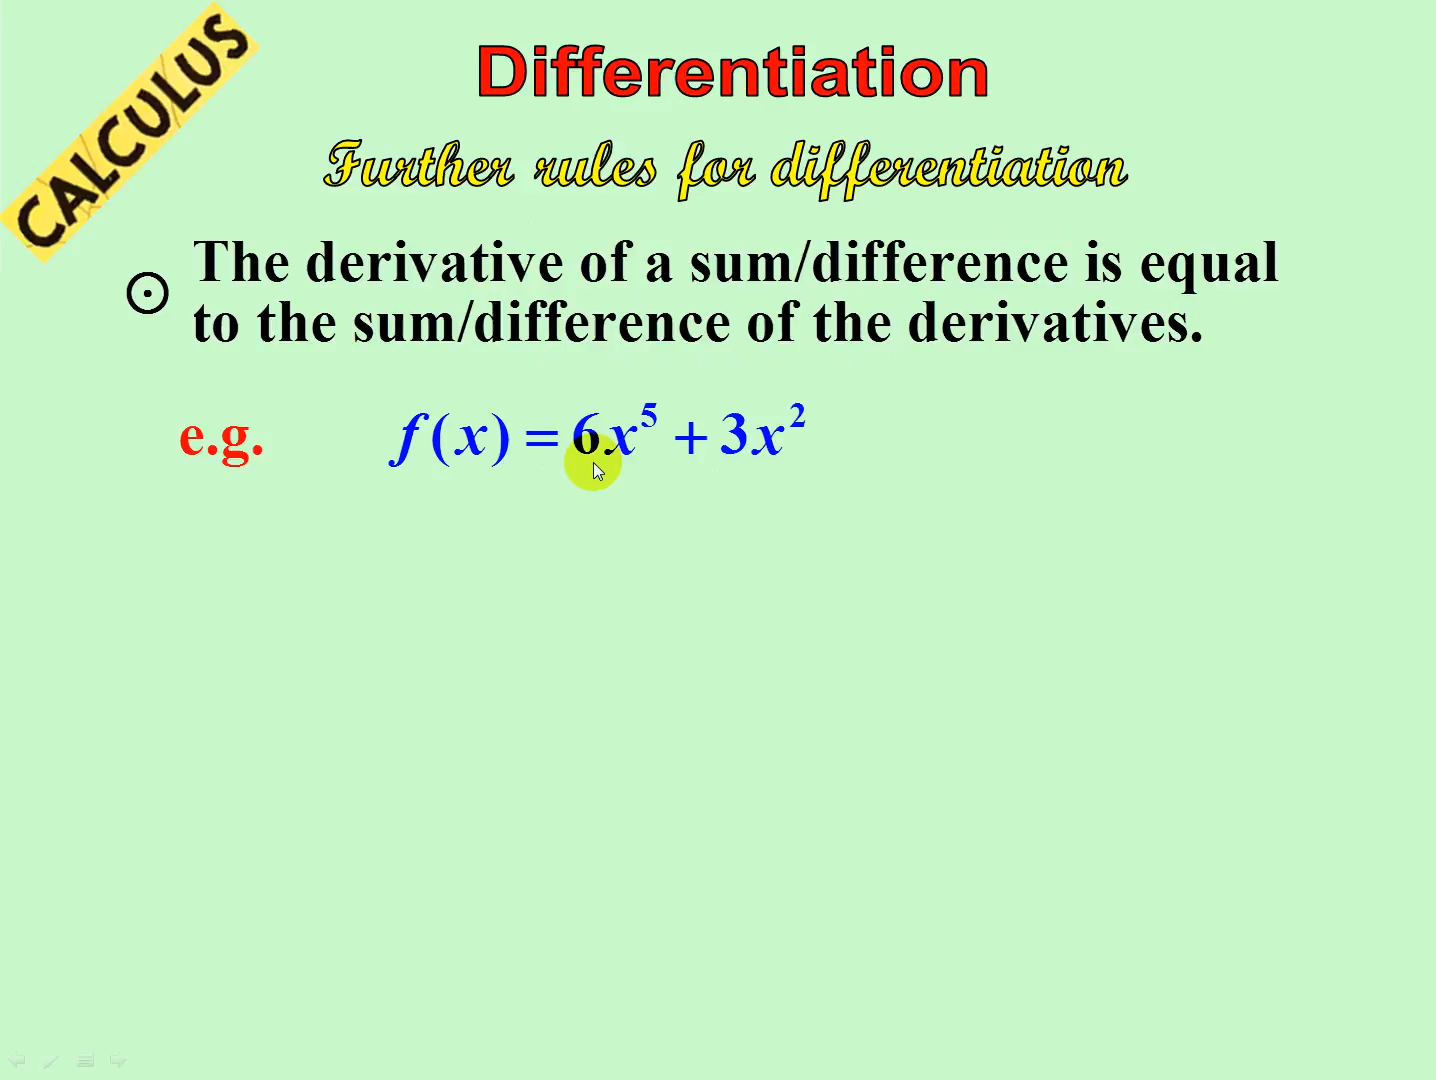 CALCULUS
Differentiation
Further rules for differentiation
⊙ The derivative of a sum/difference is equal
to the sum/difference of the derivatives.
e.g. f(x) = 6x⁵ + 3x²